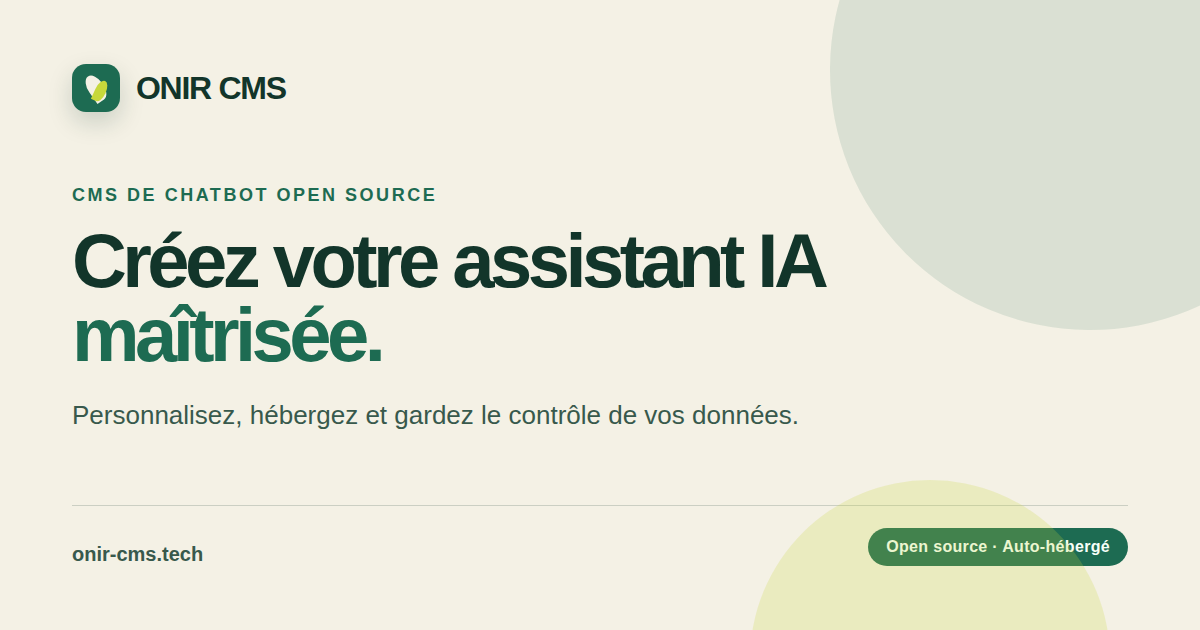 ONIR CMS
CMS DE CHATBOT OPEN SOURCE
Créez votre assistant IA
maîtrisée.
Personnalisez, hébergez et gardez le contrôle de vos données.
onir-cms.tech
Open source · Auto-hébergé